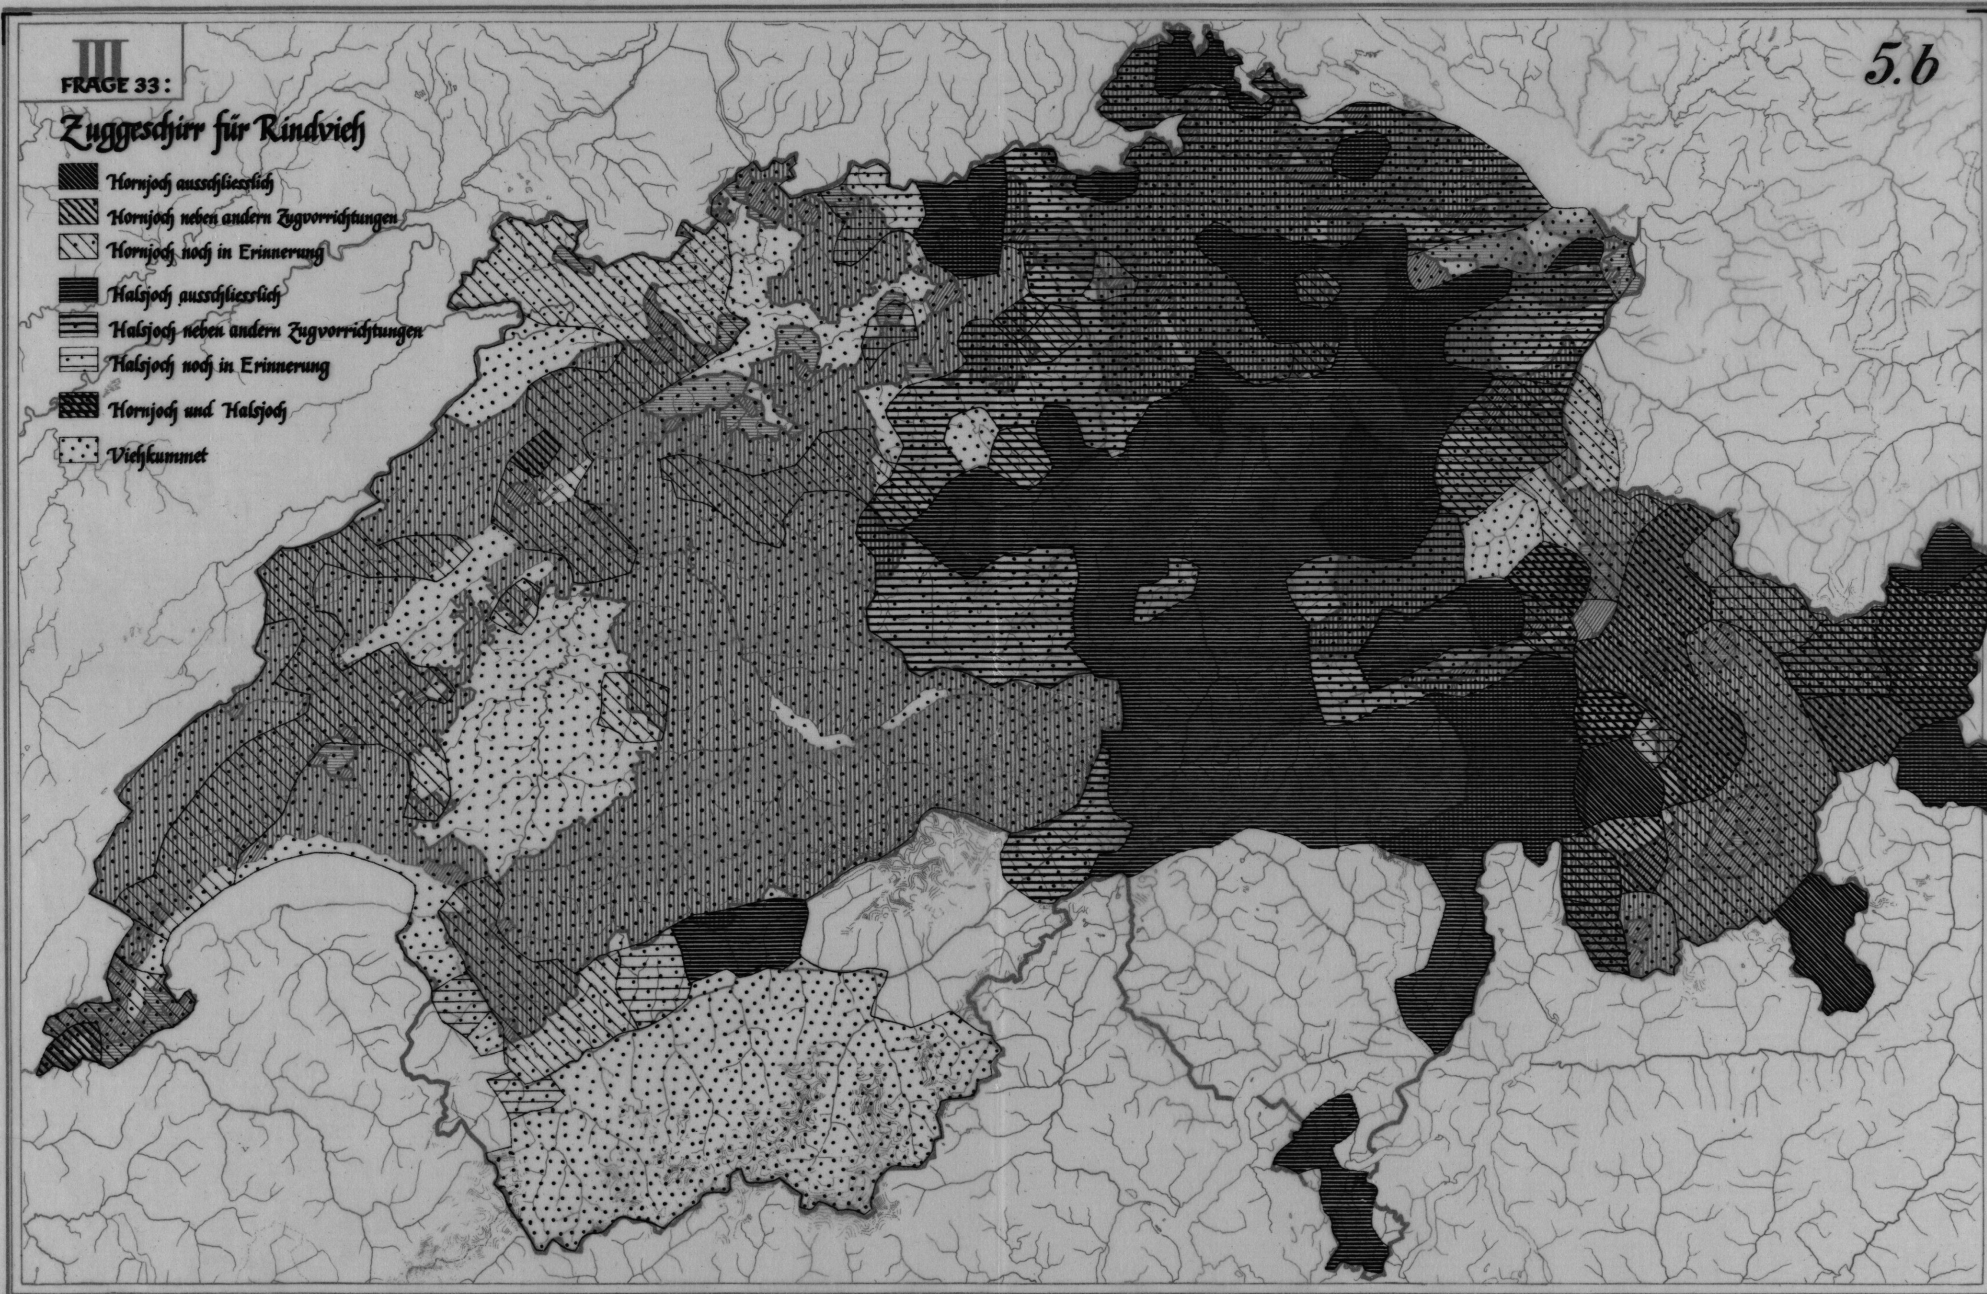 III
FRAGE 33:
5.b
Zuggeschirr für Rindvieh
Hornjoch ausschliesslich
Hornjoch neben andern Zugvorrichtungen
Hornjoch noch in Erinnerung
Halsjoch ausschliesslich
Halsjoch neben andern Zugvorrichtungen
Halsjoch noch in Erinnerung
Hornjoch und Halsjoch
Viehkummet